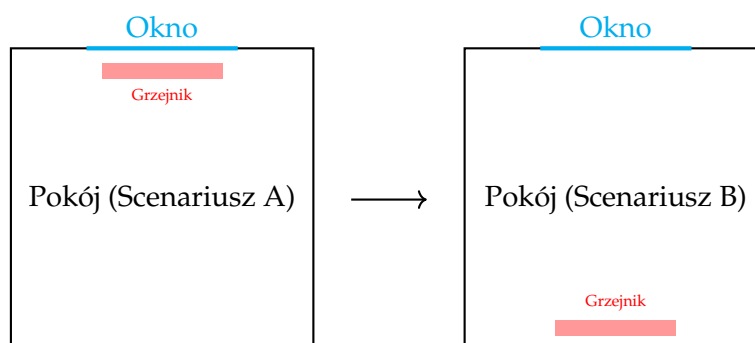 Okno
Grzejnik
Pokój (Scenariusz A)
Okno
Pokój (Scenariusz B)
Grzejnik